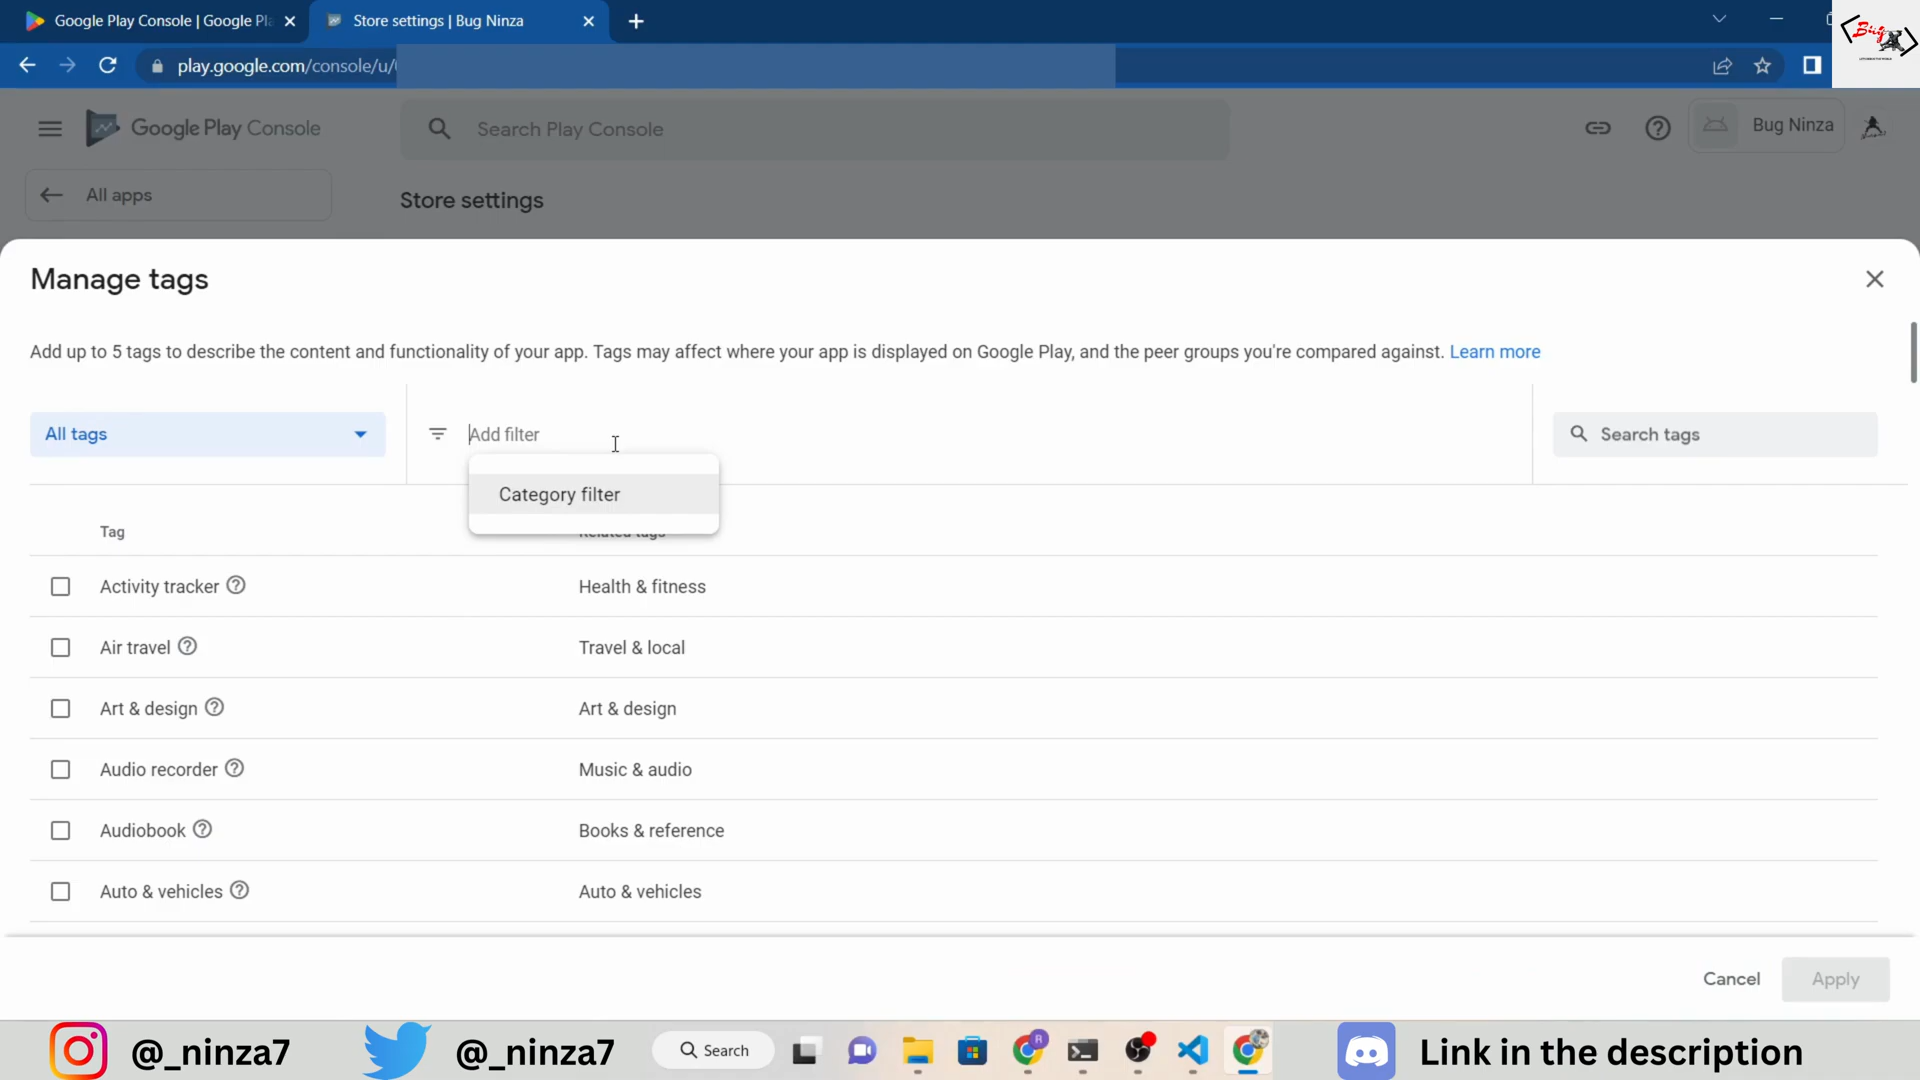 Google Play Console | Google Pla
Store settings | Bug Ninza
play.google.com/console/u/
Bug
Google Play Console
Search Play Console
Bug Ninza
All apps
Store settings
Manage tags
Add up to 5 tags to describe the content and functionality of your app. Tags may affect where your app is displayed on Google Play, and the peer groups you're compared against. Learn more
All tags
Add filter
Search tags
Category filter
Tag
Related tags
Activity tracker
Health & fitness
Air travel
Travel & local
Art & design
Art & design
Audio recorder
Music & audio
Audiobook
Books & reference
Auto & vehicles
Auto & vehicles
Cancel
Apply
@_ninza7
@_ninza7
Search
R
Link in the description